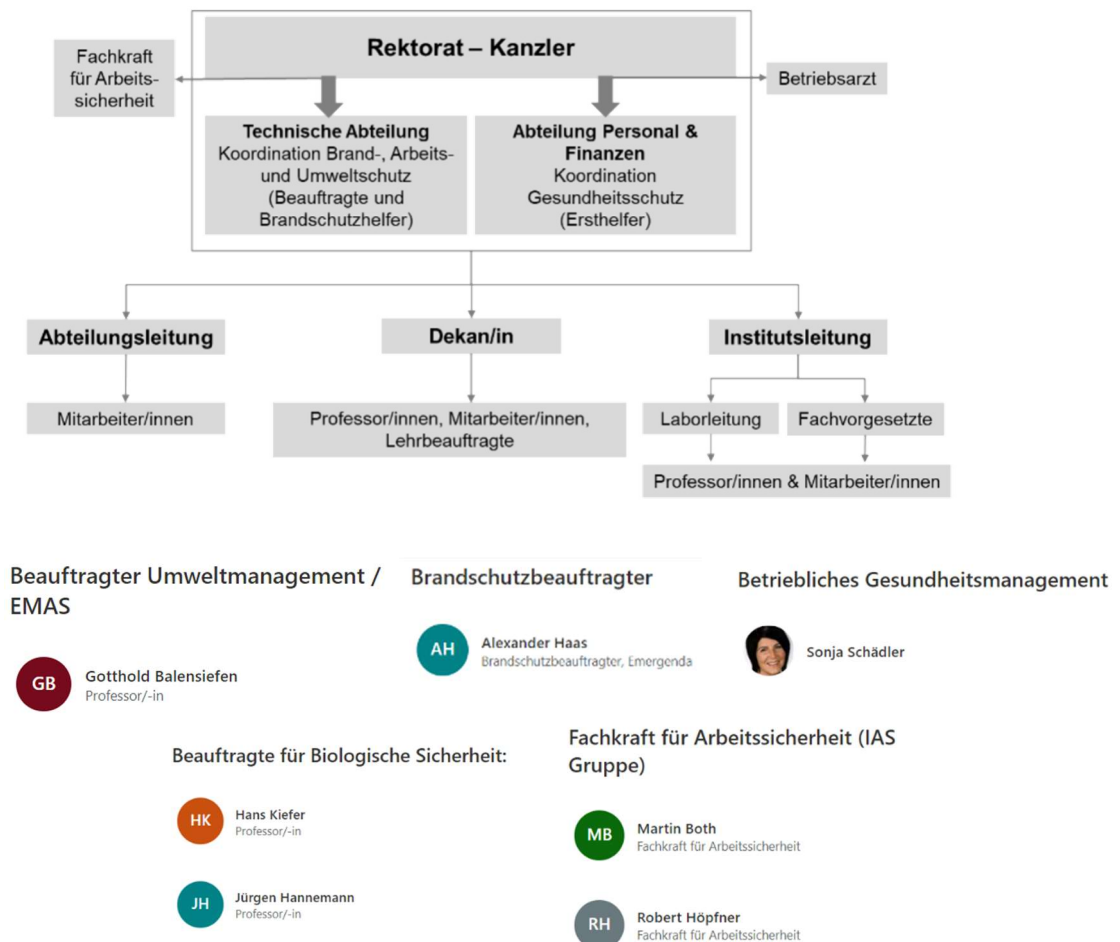 Rektorat – Kanzler
Fachkraft
für Arbeits-
sicherheit
Betriebsarzt
Technische Abteilung
Koordination Brand-, Arbeits-
und Umweltschutz
(Beauftragte und
Brandschutzhelfer)
Abteilung Personal &
Finanzen
Koordination
Gesundheitsschutz
(Ersthelfer)
Abteilungsleitung
Dekan/in
Institutsleitung
Mitarbeiter/innen
Professor/innen, Mitarbeiter/innen,
Lehrbeauftragte
Laborleitung
Fachvorgesetzte
Professor/innen & Mitarbeiter/innen
Beauftragter Umweltmanagement /
EMAS
GB
Gotthold Balensiefen
Professor/-in
Brandschutzbeauftragter
AH
Alexander Haas
Brandschutzbeauftragter, Emergenda
Betriebliches Gesundheitsmanagement
Sonja Schädler
Beauftragte für Biologische Sicherheit:
HK
Hans Kiefer
Professor/-in
JH
Jürgen Hannemann
Professor/-in
Fachkraft für Arbeitssicherheit (IAS
Gruppe)
MB
Martin Both
Fachkraft für Arbeitssicherheit
RH
Robert Höpfner
Fachkraft für Arbeitssicherheit